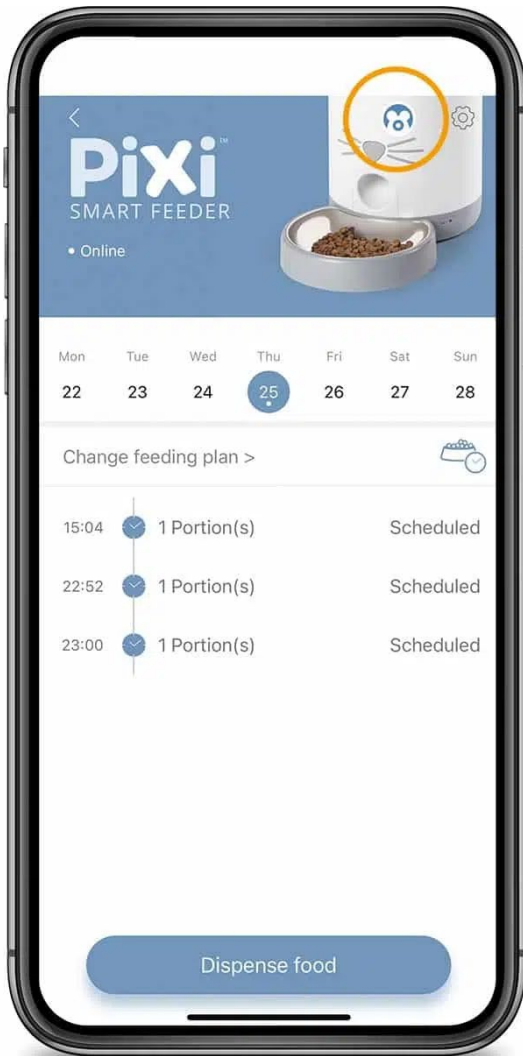 PiXi™
SMART FEEDER
• Online
Mon Tue Wed Thu Fri Sat Sun
22 23 24 25 26 27 28
Change feeding plan >
15:04 1 Portion(s) Scheduled
22:52 1 Portion(s) Scheduled
23:00 1 Portion(s) Scheduled
Dispense food